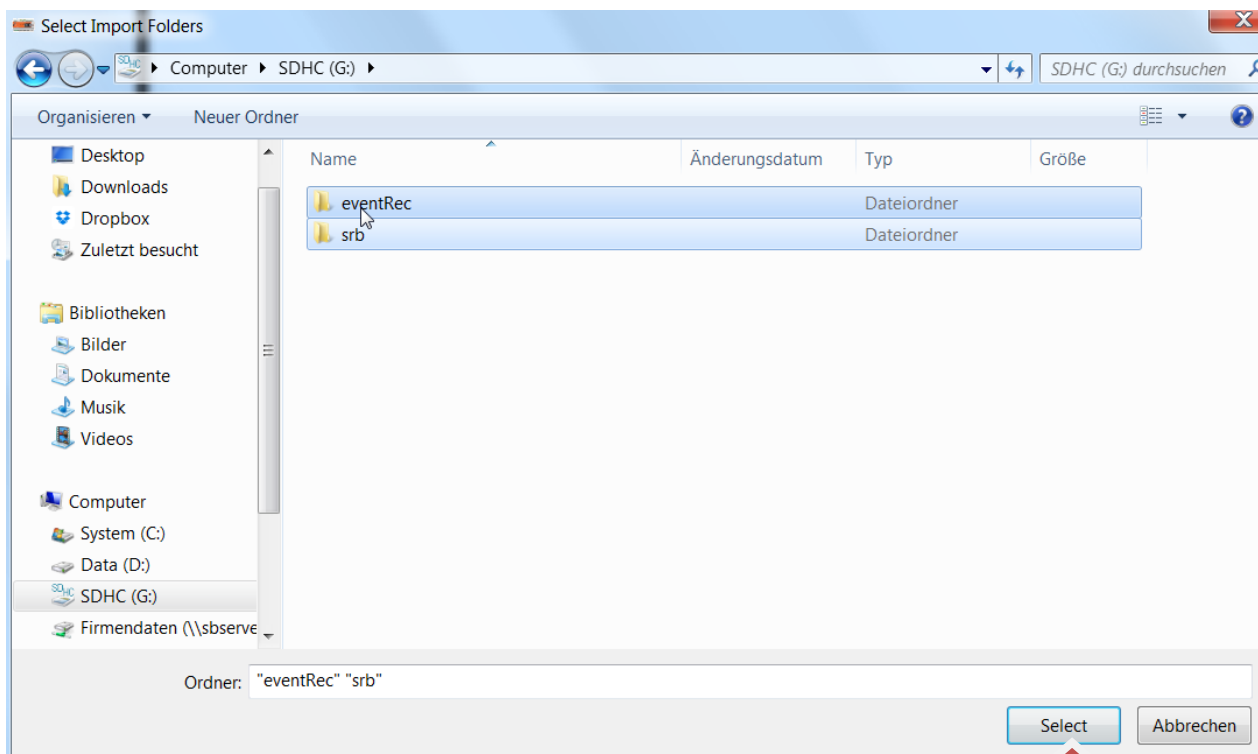 Select Import Folders
Computer SDHC (G:)
SDHC (G:) durchsuchen
Organisieren Neuer Ordner
Desktop
Downloads
Dropbox
Zuletzt besucht
Bibliotheken
Bilder
Dokumente
Musik
Videos
Computer
System (C:)
Data (D:)
SDHC (G:)
Firmendaten (\\sbserve
Name Änderungsdatum Typ Größe
eventRec Dateiordner
srb Dateiordner
Ordner: "eventRec" "srb"
Select Abbrechen